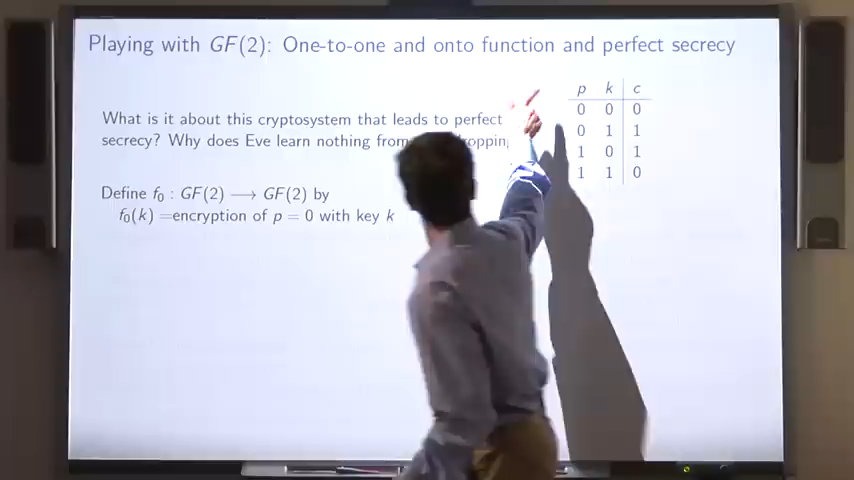 Playing with GF(2): One-to-one and onto function and perfect secrecy
What is it about this cryptosystem that leads to perfect
secrecy? Why does Eve learn nothing from
Define f₀ : GF(2) ⟶ GF(2) by
f₀(k) =encryption of p = 0 with key k
p k c
0 0 0
0 1 1
1 0 1
1 1 0